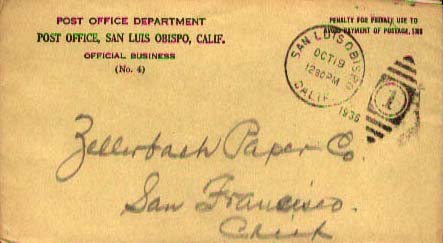 POST OFFICE DEPARTMENT
POST OFFICE, SAN LUIS OBISPO, CALIF.
OFFICIAL BUSINESS
(No. 4)
PENALTY FOR PRIVATE USE TO
AVOID PAYMENT OF POSTAGE, $300
SAN LUIS OBISPO
OCT 19
12 30 PM
CALIF.
1936
1
Zellerbach Paper Co.
San Francisco.